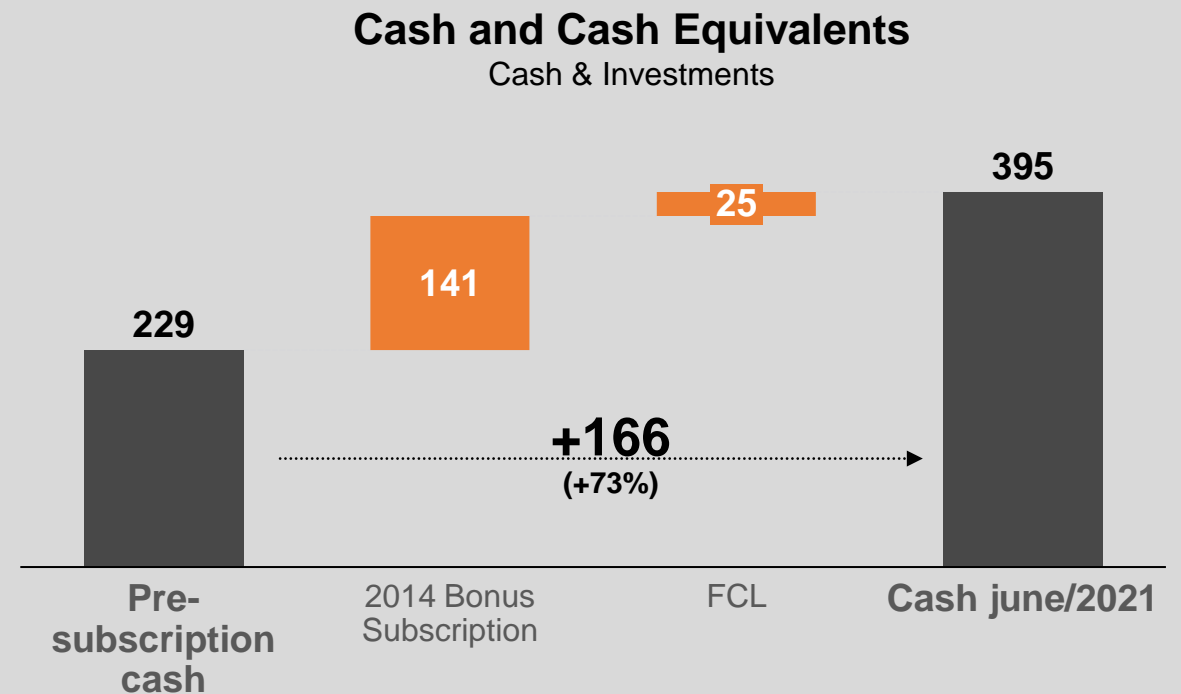 Cash and Cash Equivalents
Cash & Investments
395
25
141
229
+166
(+73%)
Pre-
subscription
cash
2014 Bonus
Subscription
FCL
Cash june/2021